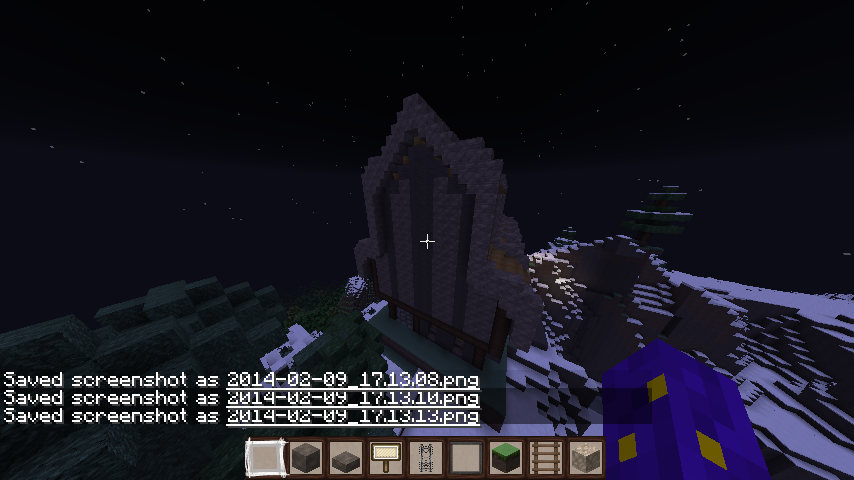 Saved screenshot as 2014-02-09_17.13.08.png
Saved screenshot as 2014-02-09_17.13.10.png
Saved screenshot as 2014-02-09_17.13.13.png